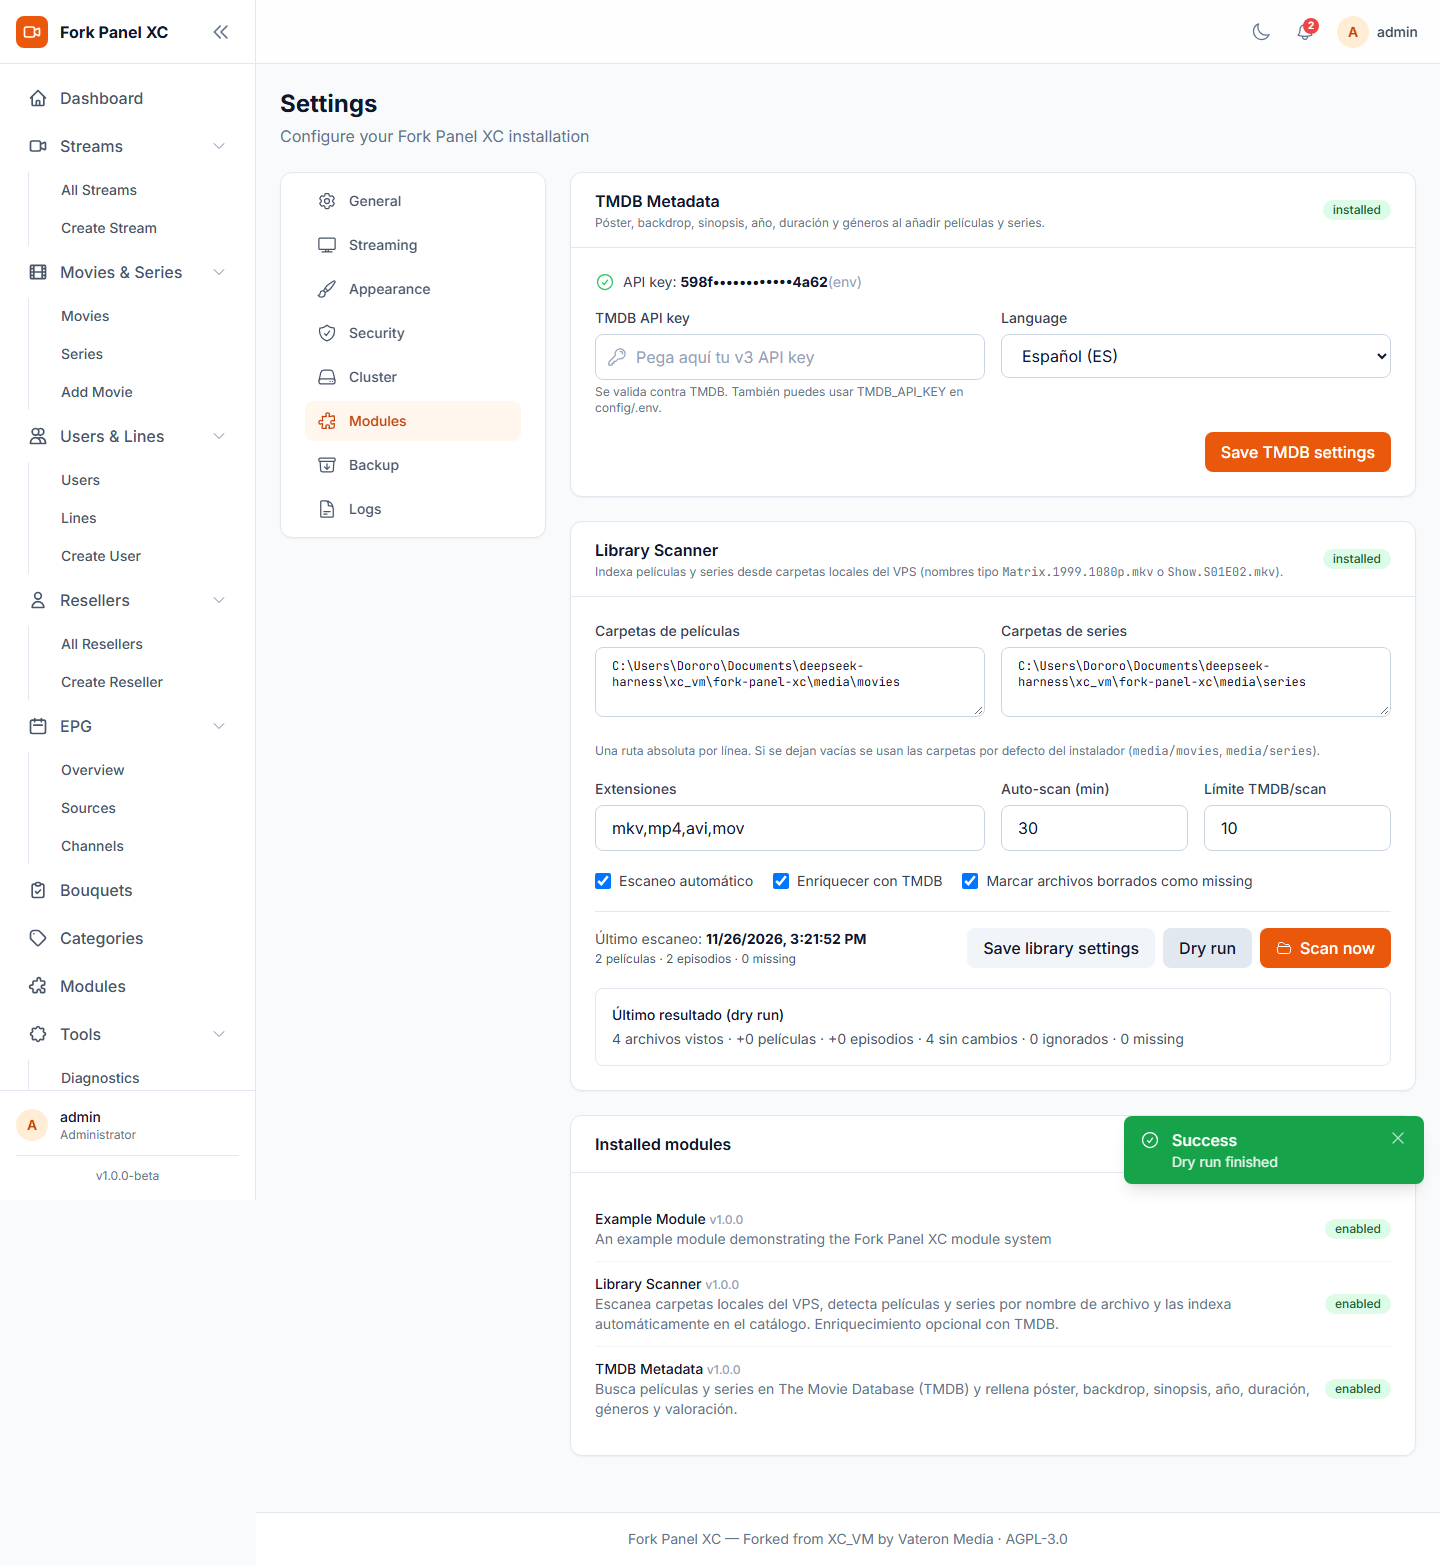 Fork Panel XC
2
A
admin
Dashboard
Streams
All Streams
Create Stream
Movies & Series
Movies
Series
Add Movie
Users & Lines
Users
Lines
Create User
Resellers
All Resellers
Create Reseller
EPG
Overview
Sources
Channels
Bouquets
Categories
Modules
Tools
Diagnostics
A
admin
Administrator
v1.0.0-beta
Settings
Configure your Fork Panel XC installation
General
Streaming
Appearance
Security
Cluster
Modules
Backup
Logs
TMDB Metadata
Póster, backdrop, sinopsis, año, duración y géneros al añadir películas y series.
installed
API key: 598f••••••••••••4a62(env)
TMDB API key
Pega aquí tu v3 API key
Se valida contra TMDB. También puedes usar TMDB_API_KEY en
config/.env.
Language
Español (ES)
Save TMDB settings
Library Scanner
Indexa películas y series desde carpetas locales del VPS (nombres tipo Matrix.1999.1080p.mkv o Show.S01E02.mkv).
installed
Carpetas de películas
C:\Users\Dororo\Documents\deepseek-
harness\xc_vm\fork-panel-xc\media\movies
Carpetas de series
C:\Users\Dororo\Documents\deepseek-
harness\xc_vm\fork-panel-xc\media\series
Una ruta absoluta por línea. Si se dejan vacías se usan las carpetas por defecto del instalador (media/movies, media/series).
Extensiones
mkv,mp4,avi,mov
Auto-scan (min)
30
Límite TMDB/scan
10
Escaneo automático
Enriquecer con TMDB
Marcar archivos borrados como missing
Último escaneo: 11/26/2026, 3:21:52 PM
2 películas · 2 episodios · 0 missing
Save library settings
Dry run
Scan now
Último resultado (dry run)
4 archivos vistos · +0 películas · +0 episodios · 4 sin cambios · 0 ignorados · 0 missing
Installed modules
Success
Dry run finished
Example Module v1.0.0
An example module demonstrating the Fork Panel XC module system
enabled
Library Scanner v1.0.0
Escanea carpetas locales del VPS, detecta películas y series por nombre de archivo y las indexa
automáticamente en el catálogo. Enriquecimiento opcional con TMDB.
enabled
TMDB Metadata v1.0.0
Busca películas y series en The Movie Database (TMDB) y rellena póster, backdrop, sinopsis, año, duración,
géneros y valoración.
enabled
Fork Panel XC — Forked from XC_VM by Vateron Media · AGPL-3.0